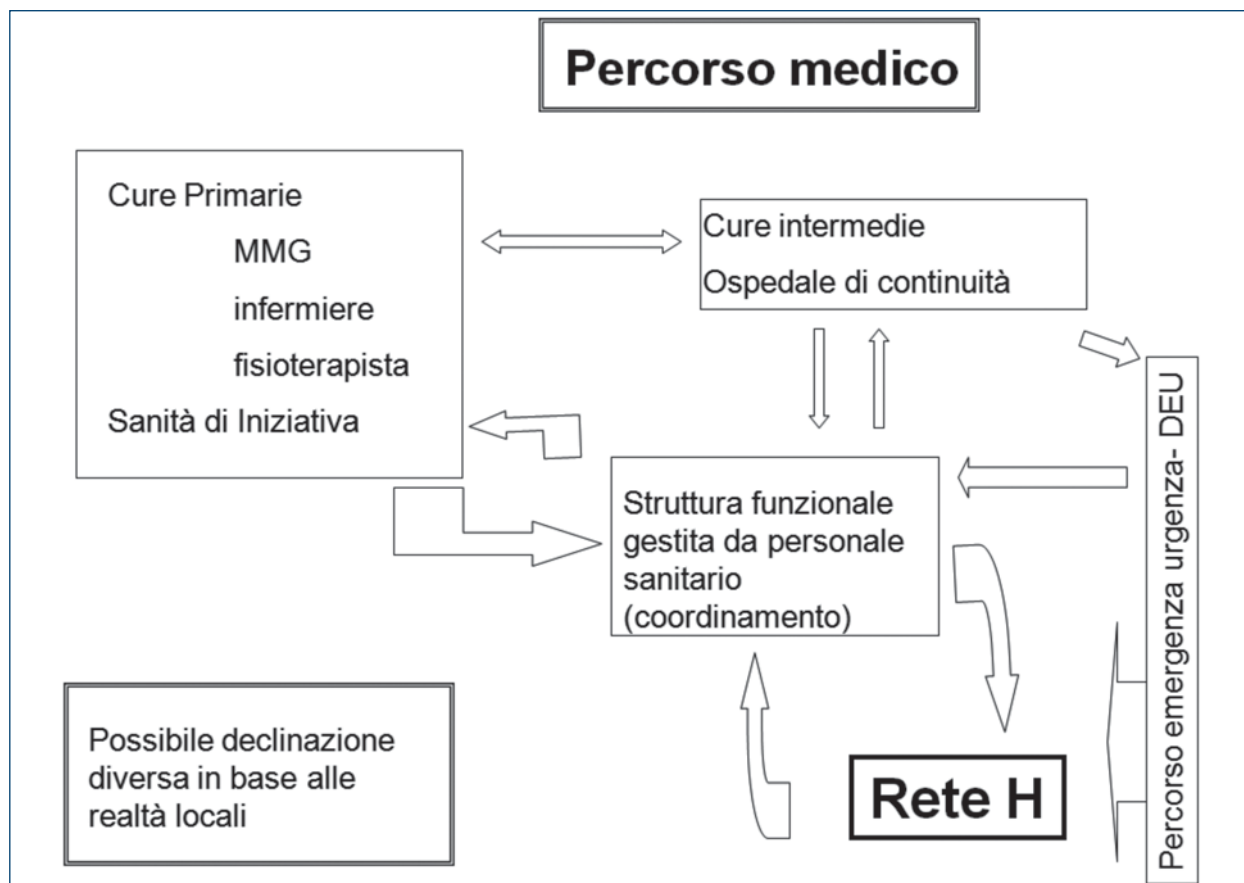 Percorso medico
Cure Primarie
MMG
infermiere
fisioterapista
Sanità di Iniziativa
Cure intermedie
Ospedale di continuità
Struttura funzionale
gestita da personale
sanitario
(coordinamento)
Percorso emergenza urgenza- DEU
Possibile declinazione
diversa in base alle
realtà locali
Rete H